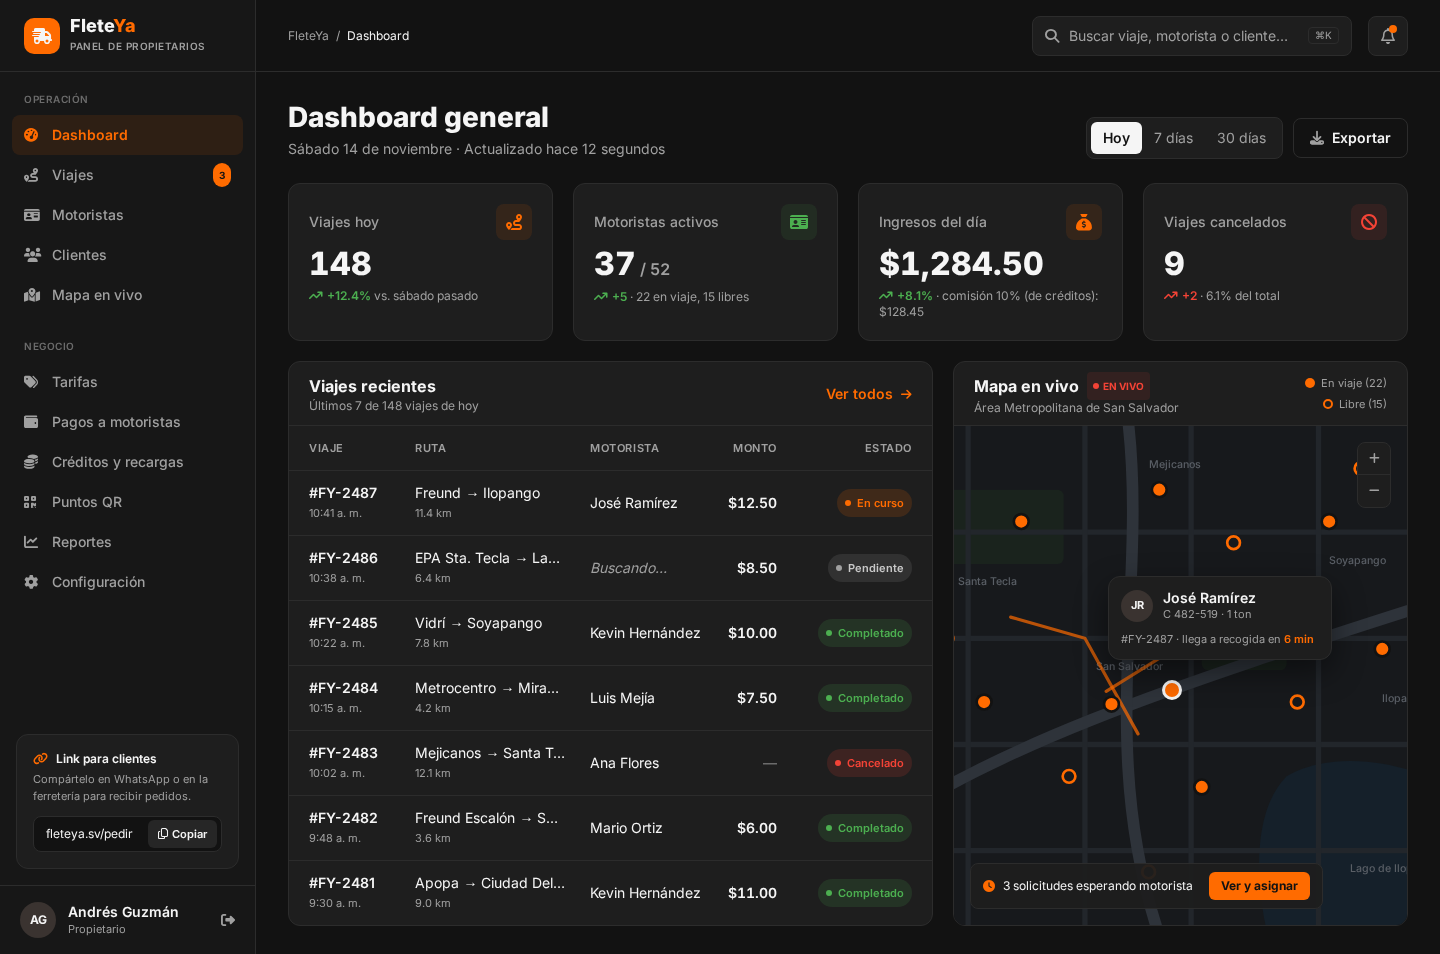 FleteYa
PANEL DE PROPIETARIOS
OPERACIÓN
Dashboard
Viajes 3
Motoristas
Clientes
Mapa en vivo
NEGOCIO
Tarifas
Pagos a motoristas
Créditos y recargas
Puntos QR
Reportes
Configuración
Link para clientes
Compártelo en WhatsApp o en la
ferretería para recibir pedidos.
fleteya.sv/pedir Copiar
AG Andrés Guzmán
Propietario
FleteYa / Dashboard
Buscar viaje, motorista o cliente... ⌘K
Dashboard general
Sábado 14 de noviembre · Actualizado hace 12 segundos
Hoy 7 días 30 días Exportar
Viajes hoy
148
+12.4% vs. sábado pasado
Motoristas activos
37 / 52
+5 · 22 en viaje, 15 libres
Ingresos del día
$1,284.50
+8.1% · comisión 10% (de créditos):
$128.45
Viajes cancelados
9
+2 · 6.1% del total
Viajes recientes
Últimos 7 de 148 viajes de hoy
Ver todos →
VIAJE RUTA MOTORISTA MONTO ESTADO
#FY-2487 Freund → Ilopango José Ramírez $12.50 En curso
10:41 a. m. 11.4 km
#FY-2486 EPA Sta. Tecla → La... Buscando... $8.50 Pendiente
10:38 a. m. 6.4 km
#FY-2485 Vidrí → Soyapango Kevin Hernández $10.00 Completado
10:22 a. m. 7.8 km
#FY-2484 Metrocentro → Mira... Luis Mejía $7.50 Completado
10:15 a. m. 4.2 km
#FY-2483 Mejicanos → Santa T... Ana Flores — Cancelado
10:02 a. m. 12.1 km
#FY-2482 Freund Escalón → S... Mario Ortiz $6.00 Completado
9:48 a. m. 3.6 km
#FY-2481 Apopa → Ciudad Del... Kevin Hernández $11.00 Completado
9:30 a. m. 9.0 km
Mapa en vivo EN VIVO
Área Metropolitana de San Salvador
En viaje (22)
Libre (15)
+
−
Mejicanos
Soyapango
Santa Tecla
JR José Ramírez
C 482-519 · 1 ton
#FY-2487 · llega a recogida en 6 min
San Salvador
Ilopa
Lago de Ilo
3 solicitudes esperando motorista Ver y asignar